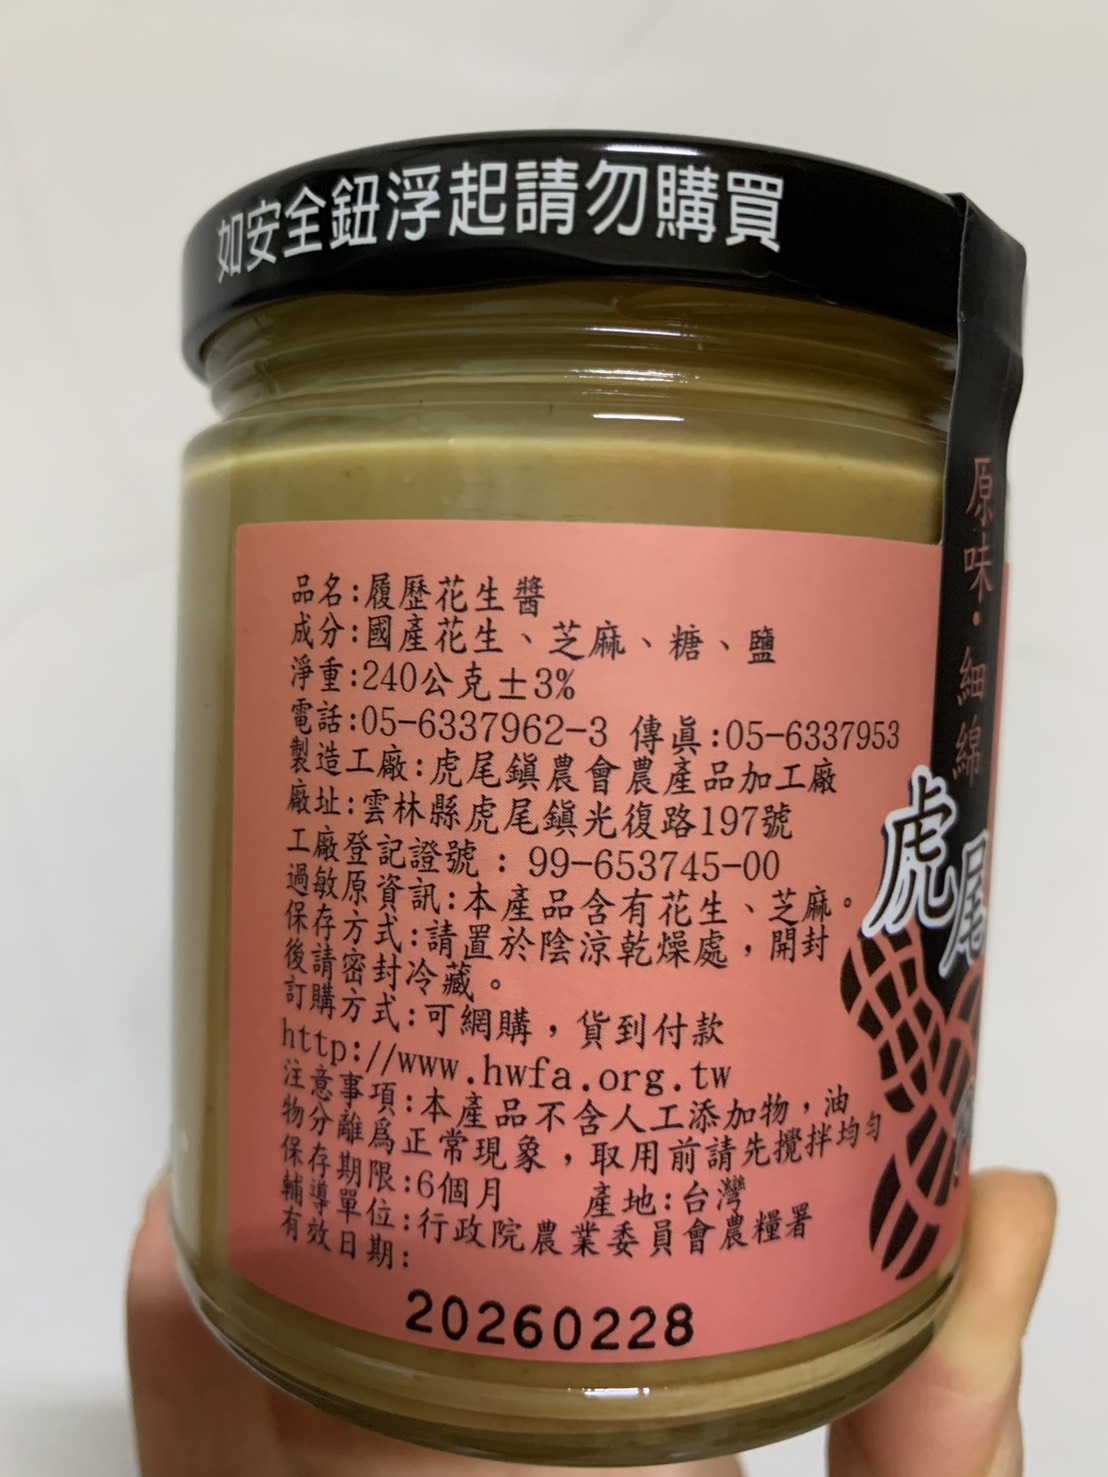 如安全鈕浮起請勿購買
原味·細綿
虎尾
品名:履歷花生醬
成分:國產花生、芝麻、糖、鹽
淨重:240公克±3%
電話:05-6337962-3 傳真:05-6337953
製造工廠:虎尾鎮農會農產品加工廠
廠址:雲林縣虎尾鎮光復路197號
工廠登記證號：99-653745-00
過敏原資訊:本產品含有花生、芝麻。
保存方式:請置於陰涼乾燥處，開封
後請密封冷藏。
訂購方式:可網購，貨到付款
http://www.hwfa.org.tw
注意事項:本產品不含人工添加物，油
物分離為正常現象，取用前請先攪拌均勻
保存期限:6個月 產地:台灣
輔導單位:行政院農業委員會農糧署
有效日期:
20260228